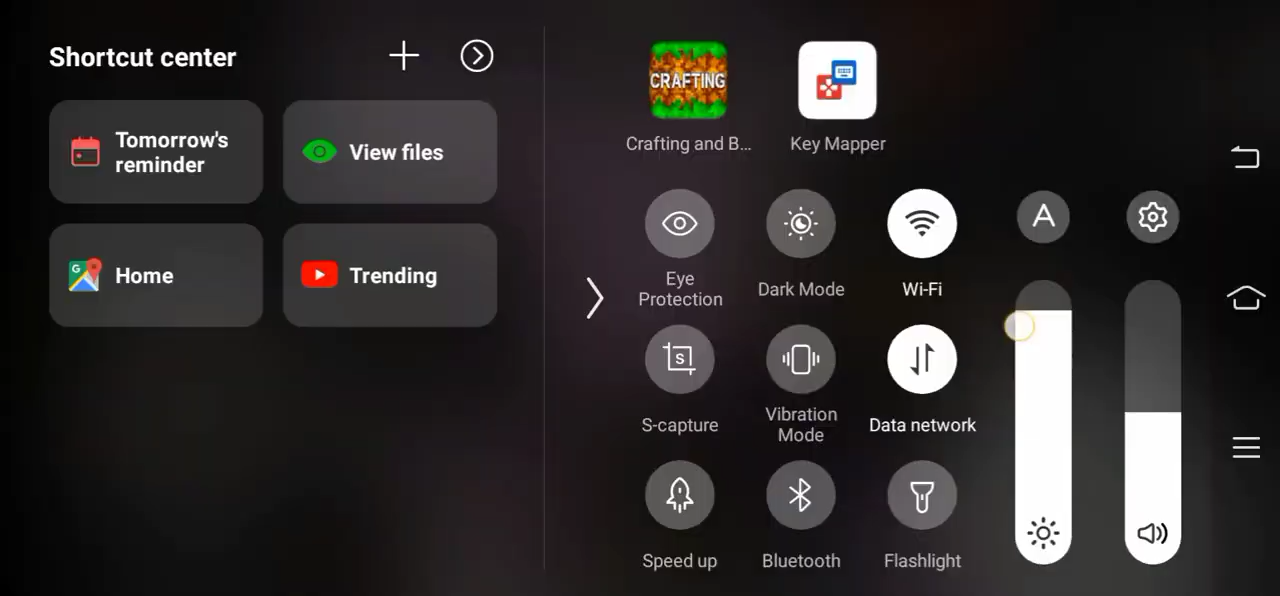 Shortcut center
Tomorrow's
reminder
View files
Home
Trending
CRAFTING
Crafting and B...
Key Mapper
Eye
Protection
Dark Mode
Wi-Fi
A
S
S-capture
Vibration
Mode
Data network
Speed up
Bluetooth
Flashlight